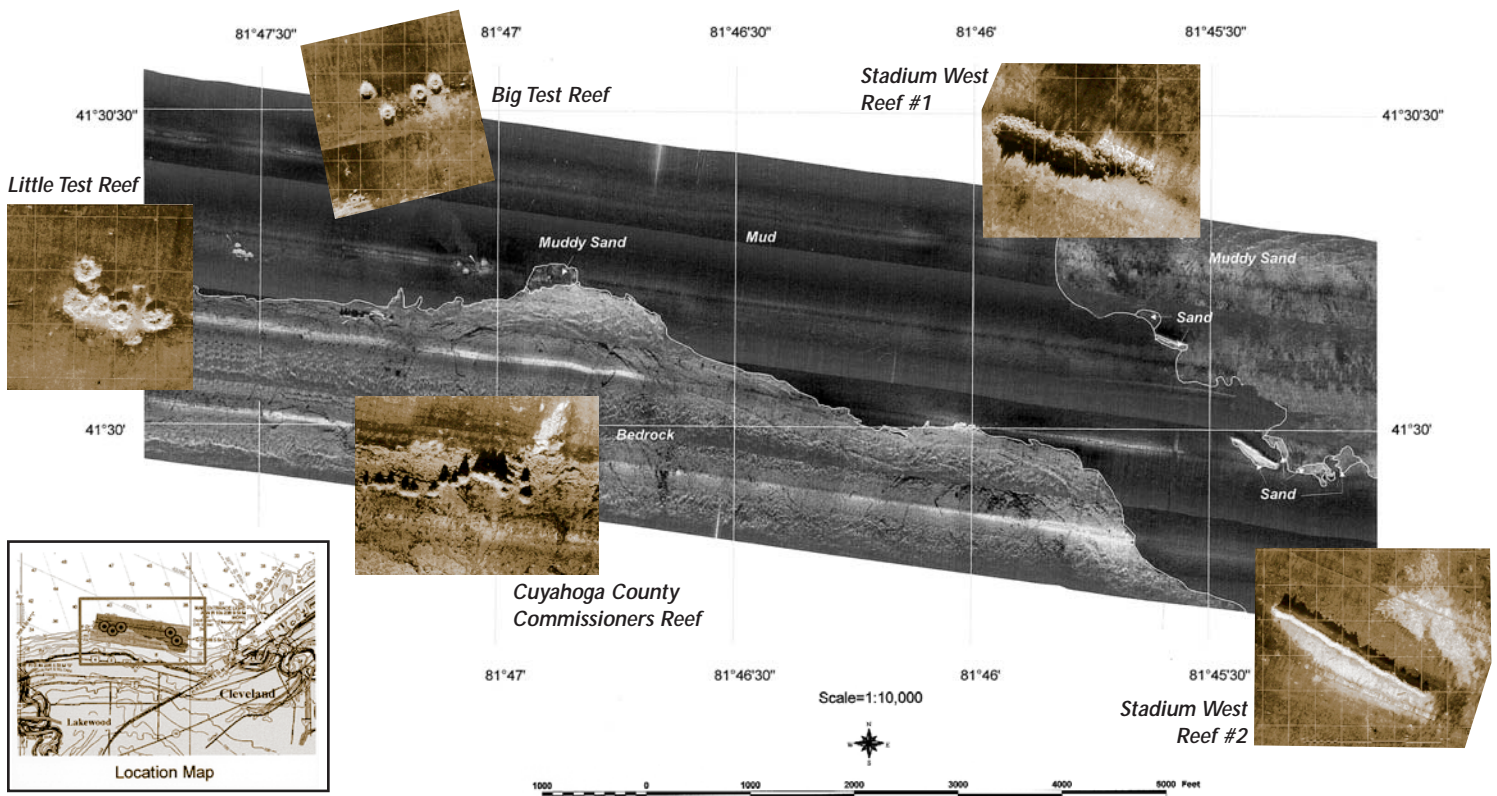 81°47'30"
81°47'
81°46'30"
81°46'
81°45'30"
Big Test Reef
Stadium West
Reef #1
41°30'30"
41°30'30"
Little Test Reef
Muddy Sand
Mud
Muddy Sand
Sand
41°30'
Bedrock
41°30'
Sand
Cuyahoga County
Commissioners Reef
Stadium West
Reef #2
81°47'
81°46'30"
81°46'
81°45'30"
Scale=1:10,000
N
W
E
S
Cleveland
Lakewood
Location Map
1000
0
1000
2000
3000
4000
5000 Feet